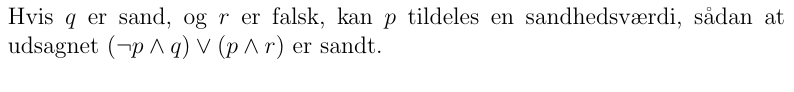 Hvis q er sand, og r er falsk, kan p tildeles en sandhedsværdi, sådan at
udsagnet (¬p ∧ q) ∨ (p ∧ r) er sandt.